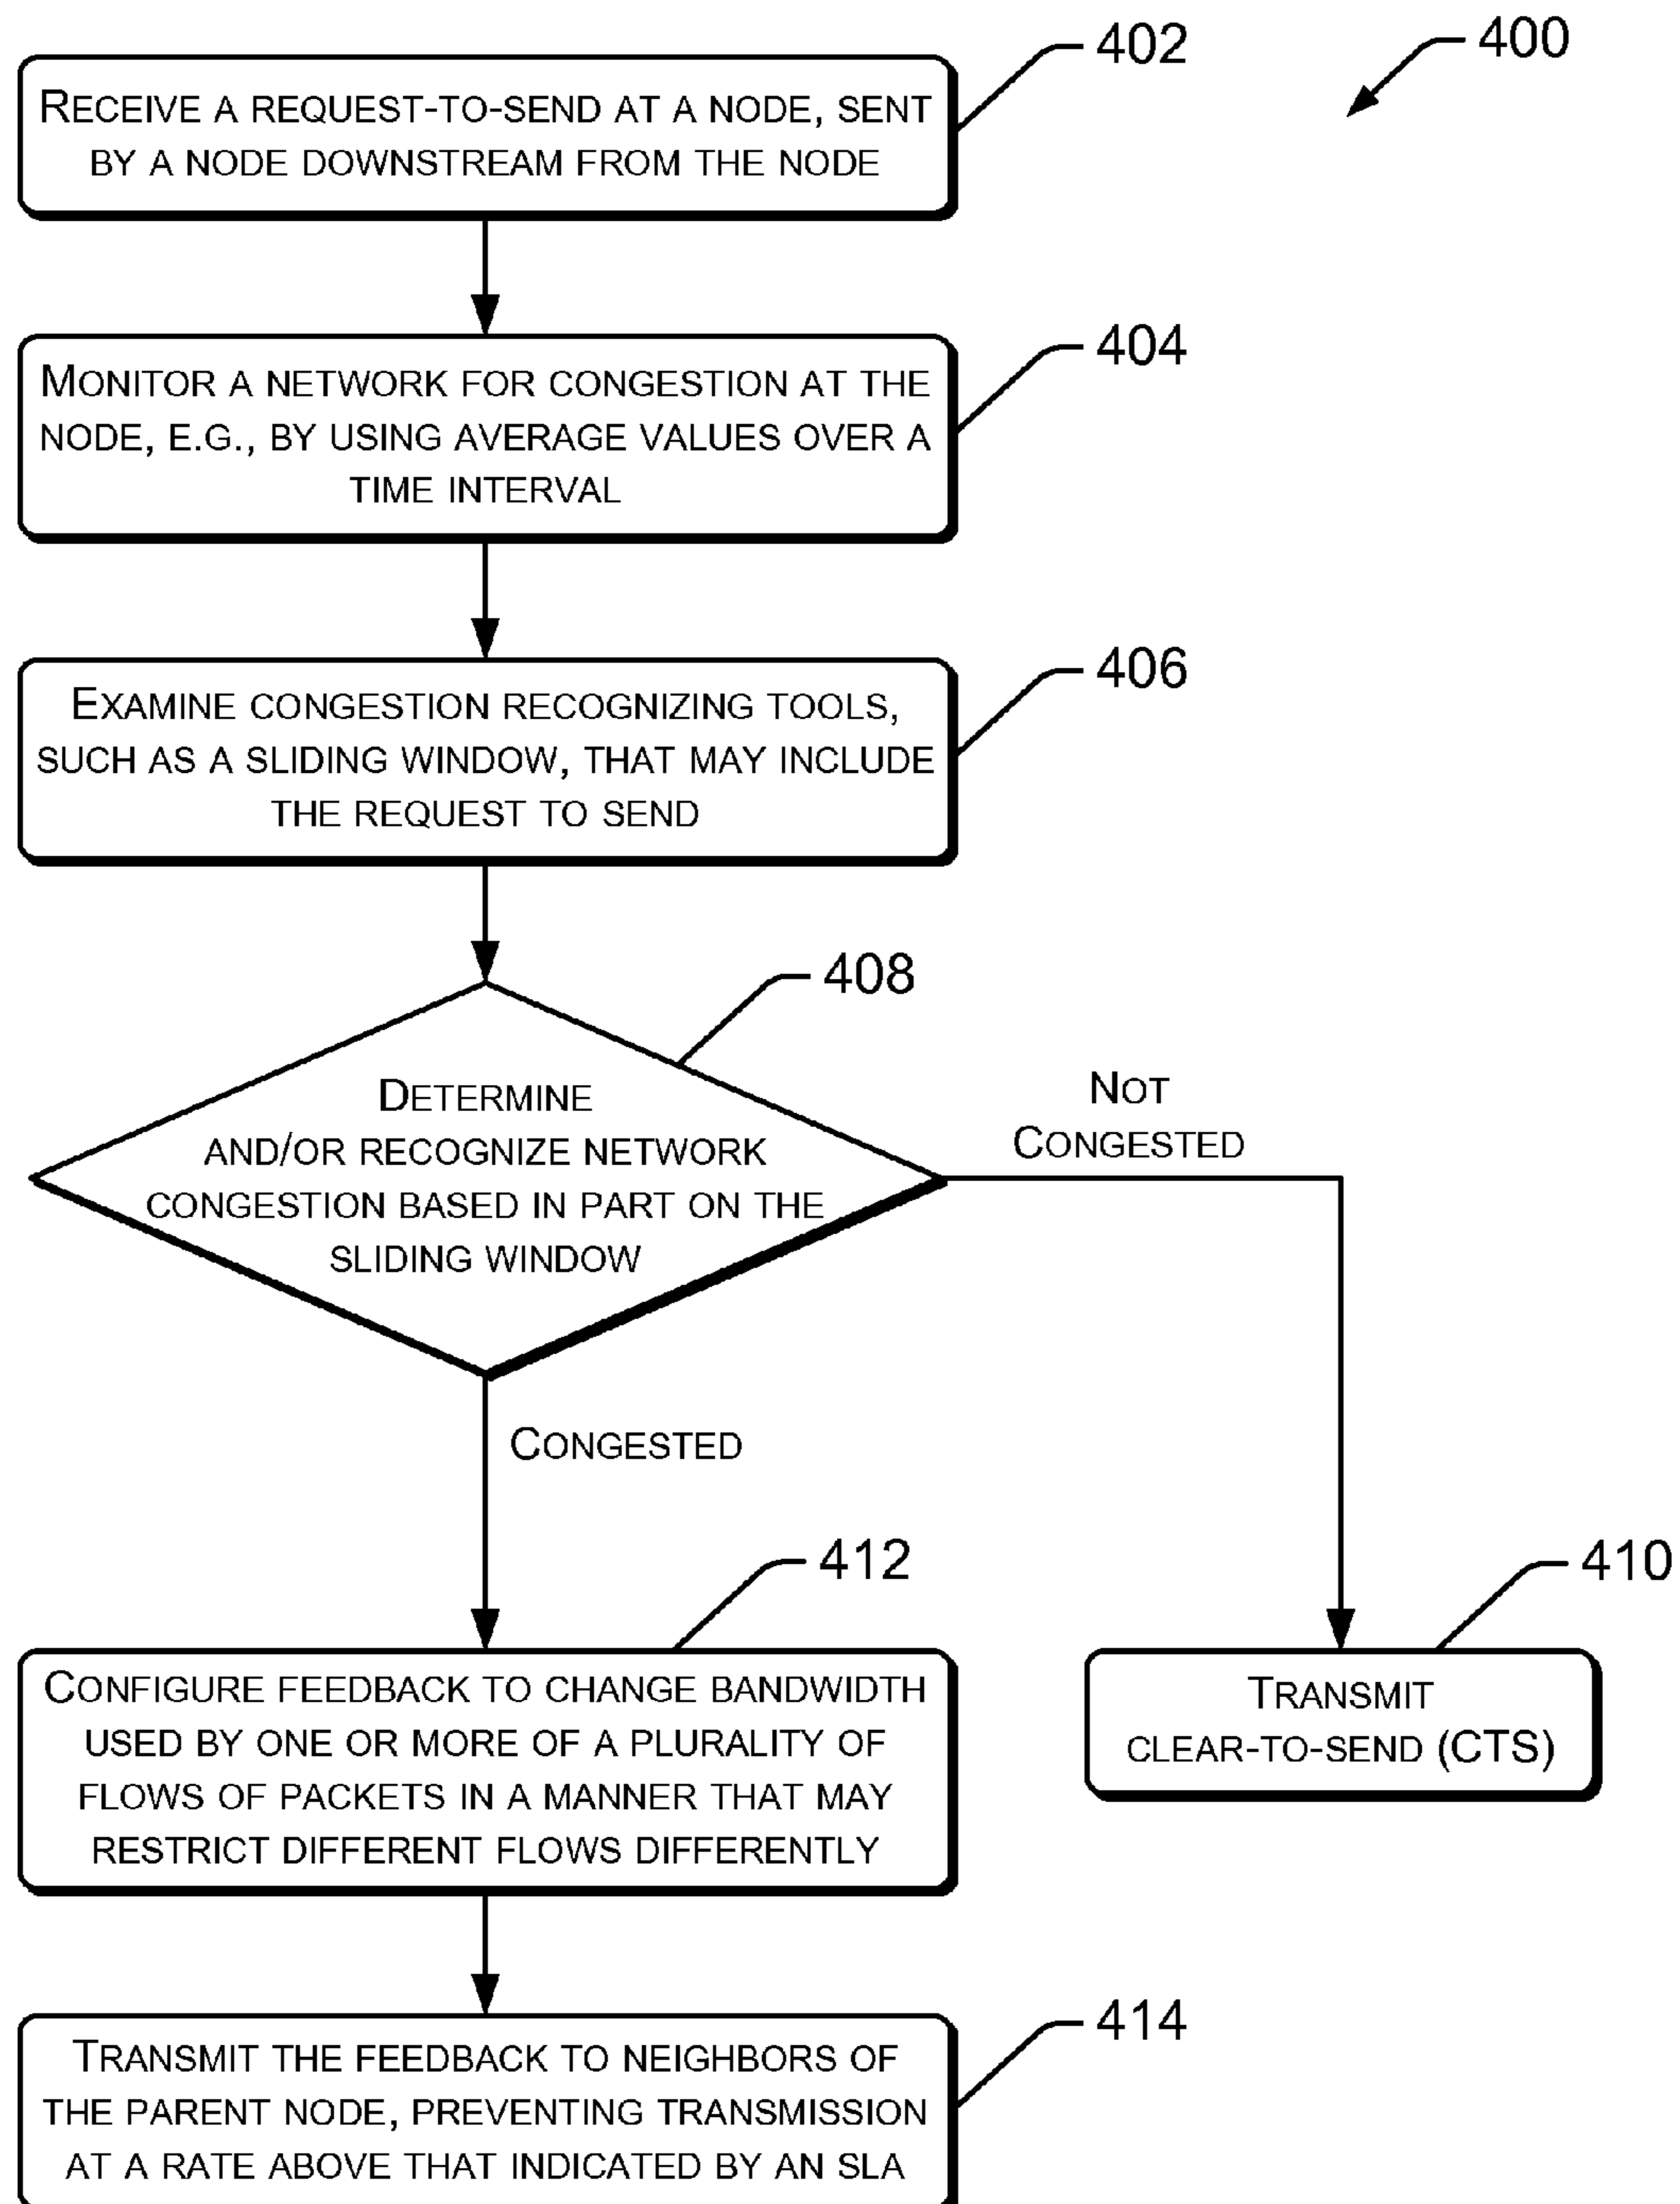 402
400
RECEIVE A REQUEST-TO-SEND AT A NODE, SENT
BY A NODE DOWNSTREAM FROM THE NODE
404
MONITOR A NETWORK FOR CONGESTION AT THE
NODE, E.G., BY USING AVERAGE VALUES OVER A
TIME INTERVAL
406
EXAMINE CONGESTION RECOGNIZING TOOLS,
SUCH AS A SLIDING WINDOW, THAT MAY INCLUDE
THE REQUEST TO SEND
408
DETERMINE
AND/OR RECOGNIZE NETWORK
CONGESTION BASED IN PART ON THE
SLIDING WINDOW
NOT
CONGESTED
CONGESTED
412
410
CONFIGURE FEEDBACK TO CHANGE BANDWIDTH
USED BY ONE OR MORE OF A PLURALITY OF
FLOWS OF PACKETS IN A MANNER THAT MAY
RESTRICT DIFFERENT FLOWS DIFFERENTLY
TRANSMIT
CLEAR-TO-SEND (CTS)
414
TRANSMIT THE FEEDBACK TO NEIGHBORS OF
THE PARENT NODE, PREVENTING TRANSMISSION
AT A RATE ABOVE THAT INDICATED BY AN SLA